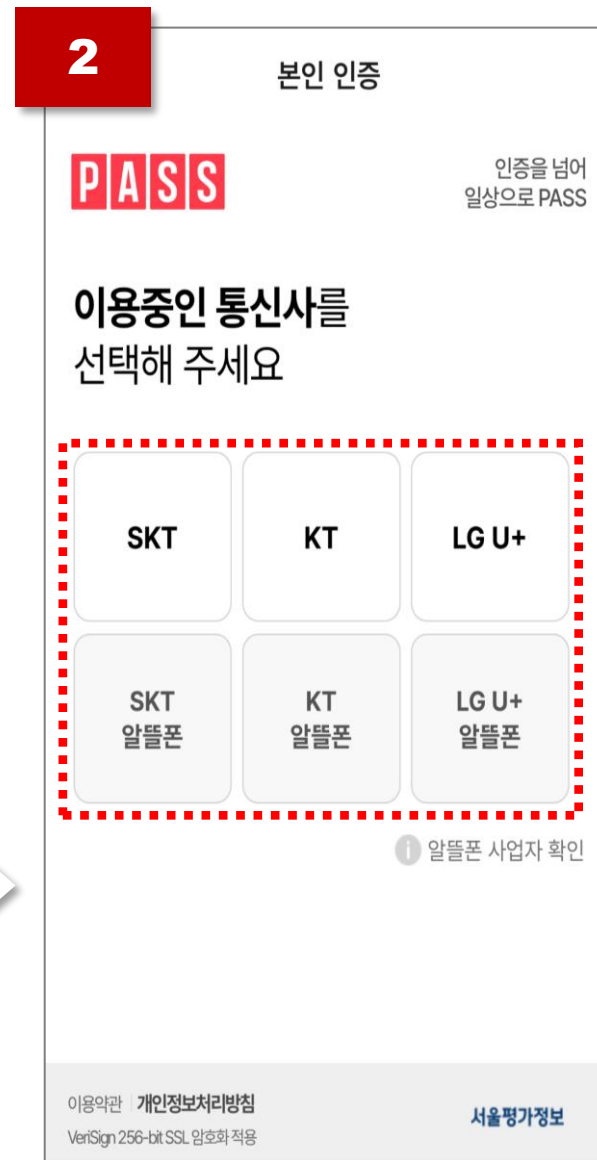 2
본인 인증
PASS
인증을 넘어
일상으로 PASS
이용중인 통신사를
선택해 주세요
SKT
KT
LG U+
SKT
알뜰폰
KT
알뜰폰
LG U+
알뜰폰
i 알뜰폰 사업자 확인
이용약관 | 개인정보처리방침
VeriSign 256-bit SSL 암호화 적용
서울평가정보